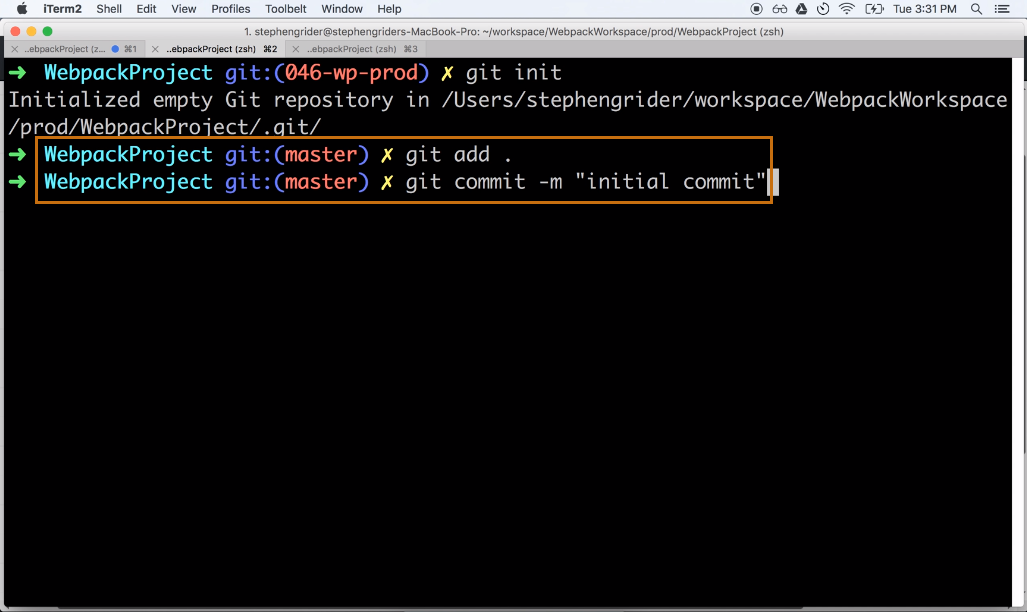 iTerm2 Shell Edit View Profiles Toolbelt Window Help Tue 3:31 PM
1. stephengrider@stephengriders-MacBook-Pro: ~/workspace/WebpackWorkspace/prod/WebpackProject (zsh)
..ebpackProject (z... ⌘1 ..ebpackProject (zsh) ⌘2 ..ebpackProject (zsh) ⌘3
➜ WebpackProject git:(046-wp-prod) ✗ git init
Initialized empty Git repository in /Users/stephengrider/workspace/WebpackWorkspace
/prod/WebpackProject/.git/
➜ WebpackProject git:(master) ✗ git add .
➜ WebpackProject git:(master) ✗ git commit -m "initial commit"